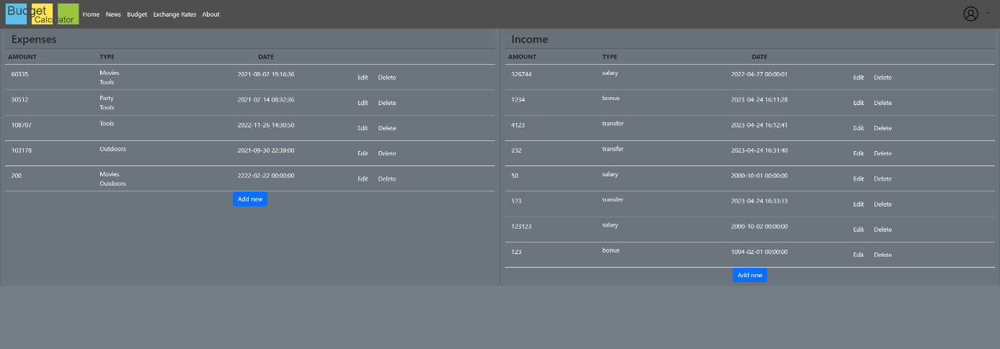 Budget
Calculator
Home News Budget Exchange Rates About
Expenses
AMOUNT TYPE DATE
60335 Movies 2021-08-02 19:16:36 Edit Delete
Tools
30512 Party 2021-02-14 08:32:36 Edit Delete
Tools
108707 Tools 2022-11-26 14:30:50 Edit Delete
103178 Outdoors 2021-09-30 22:39:00 Edit Delete
200 Movies 2222-02-22 00:00:00 Edit Delete
Outdoors
Add new
Income
AMOUNT TYPE DATE
326744 salary 2022-04-27 00:00:01 Edit Delete
1234 bonus 2023-04-24 16:11:28 Edit Delete
4123 transfer 2023-04-24 16:12:41 Edit Delete
232 transfer 2023-04-24 16:31:40 Edit Delete
50 salary 2000-10-01 00:00:00 Edit Delete
123 transfer 2023-04-24 16:33:13 Edit Delete
123123 salary 2000-10-02 00:00:00 Edit Delete
123 bonus 1004-02-01 00:00:00 Edit Delete
Add new